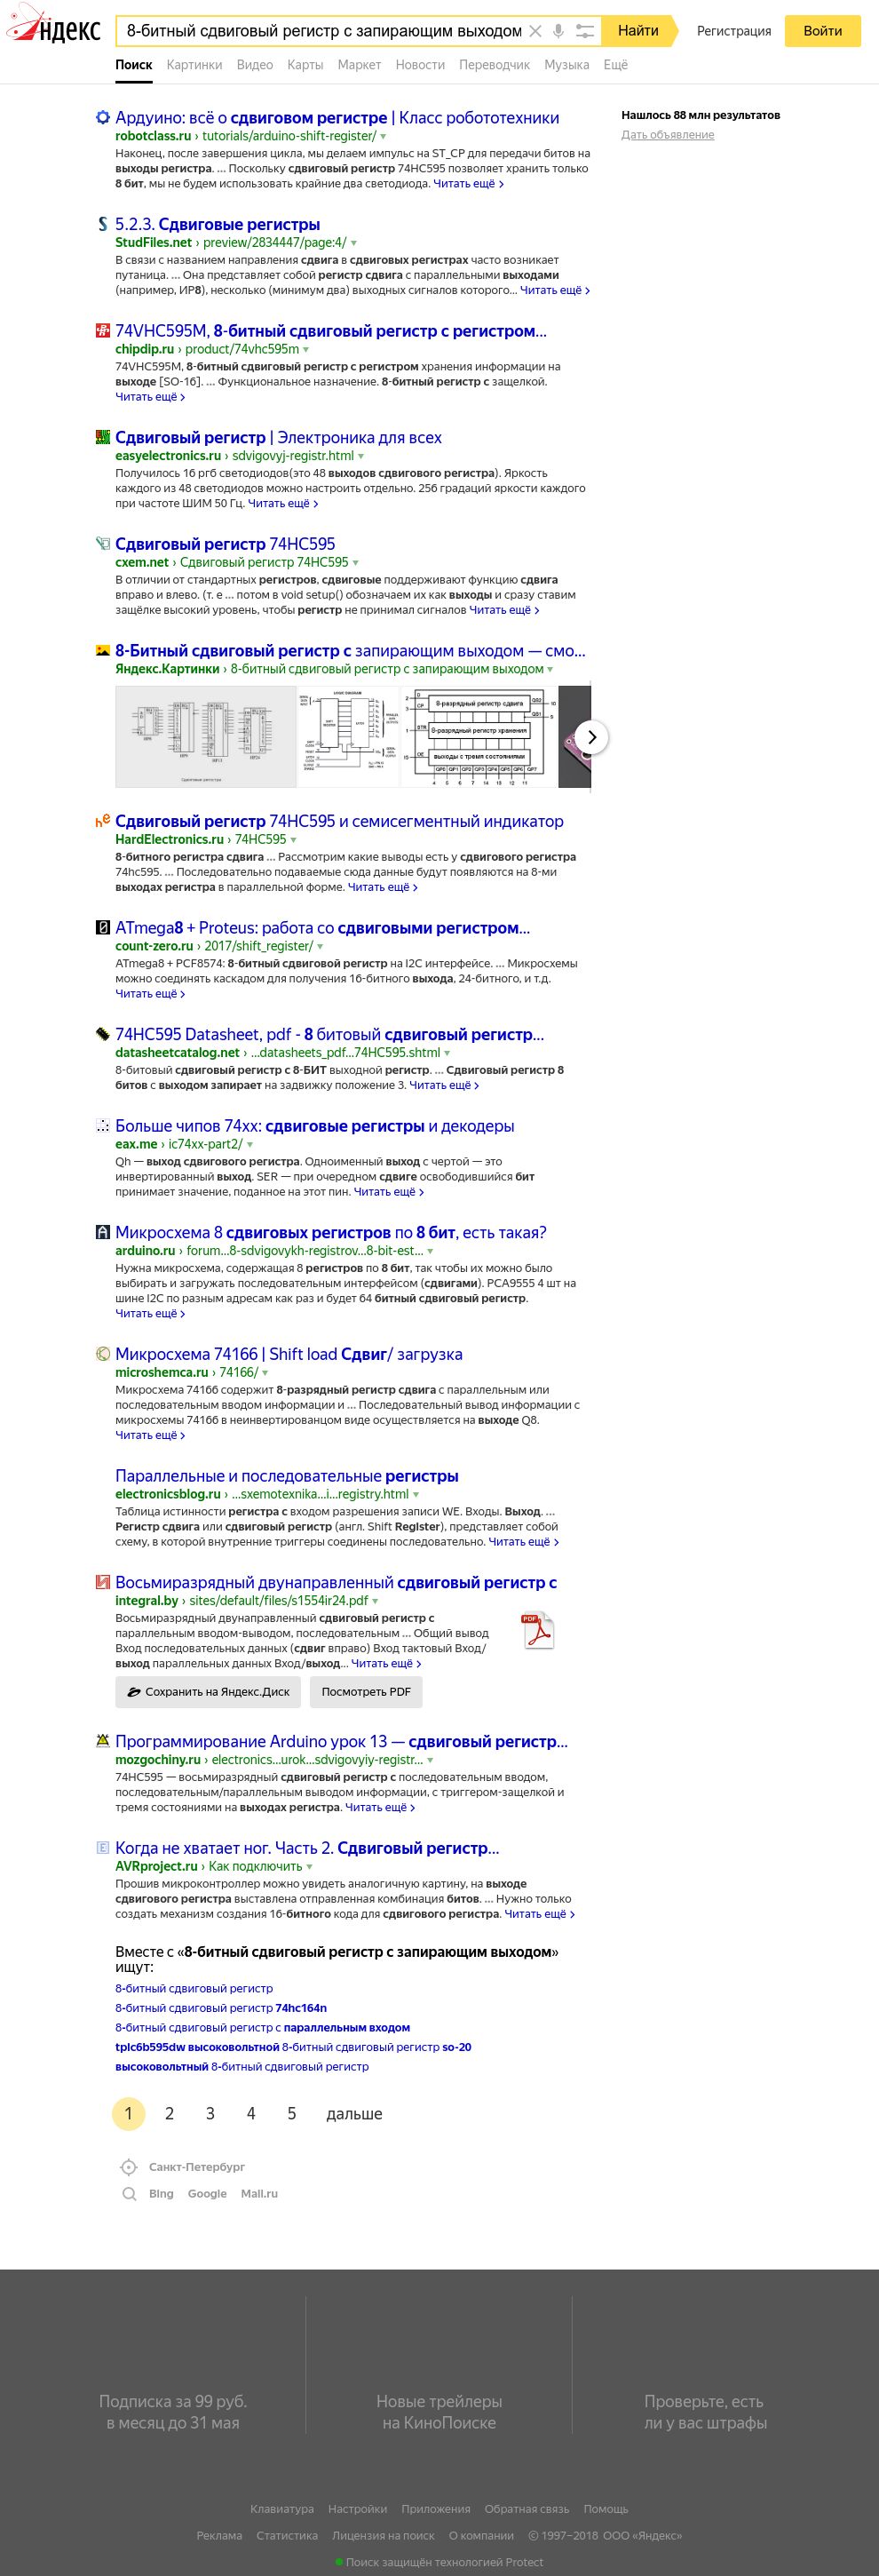 Яндекс
8-битный сдвиговый регистр с запирающим выходом
Найти
Регистрация
Войти
Поиск Картинки Видео Карты Маркет Новости Переводчик Музыка Ещё
Нашлось 88 млн результатов
Дать объявление
Ардуино: всё о сдвиговом регистре | Класс робототехники
robotclass.ru › tutorials/arduino-shift-register/
Наконец, после завершения цикла, мы делаем импульс на ST_CP для передачи битов на
выходы регистра. ... Поскольку сдвиговый регистр 74HC595 позволяет хранить только
8 бит, мы не будем использовать крайние два светодиода. Читать ещё >
5.2.3. Сдвиговые регистры
StudFiles.net › preview/2834447/page:4/
В связи с названием направления сдвига в сдвиговых регистрах часто возникает
путаница. ... Она представляет собой регистр сдвига с параллельными выходами
(например, ИР8), несколько (минимум два) выходных сигналов которого... Читать ещё >
74VHC595M, 8-битный сдвиговый регистр с регистром...
chipdip.ru › product/74vhc595m
74VHC595M, 8-битный сдвиговый регистр с регистром хранения информации на
выходе [SO-16]. ... Функциональное назначение. 8-битный регистр с защелкой.
Читать ещё >
Сдвиговый регистр | Электроника для всех
easyelectronics.ru › sdvigovyj-registr.html
Получилось 16 ргб светодиодов(это 48 выходов сдвигового регистра). Яркость
каждого из 48 светодиодов можно настроить отдельно. 256 градаций яркости каждого
при частоте ШИМ 50 Гц. Читать ещё >
Сдвиговый регистр 74HC595
cxem.net › Сдвиговый регистр 74HC595
В отличии от стандартных регистров, сдвиговые поддерживают функцию сдвига
вправо и влево. (т. е ... потом в void setup() обозначаем их как выходы и сразу ставим
защёлке высокий уровень, чтобы регистр не принимал сигналов Читать ещё >
8-Битный сдвиговый регистр с запирающим выходом — смо...
Яндекс.Картинки › 8-битный сдвиговый регистр с запирающим выходом
8-разрядный регистр сдвига
8-разрядный регистр хранения
выходы с тремя состояниями
Сдвиговый регистр 74HC595 и семисегментный индикатор
HardElectronics.ru › 74HC595
8-битного регистра сдвига ... Рассмотрим какие выводы есть у сдвигового регистра
74hc595. ... Последовательно подаваемые сюда данные будут появляются на 8-ми
выходах регистра в параллельной форме. Читать ещё >
ATmega8 + Proteus: работа со сдвиговыми регистром...
count-zero.ru › 2017/shift_register/
ATmega8 + PCF8574: 8-битный сдвиговой регистр на I2C интерфейсе. ... Микросхемы
можно соединять каскадом для получения 16-битного выхода, 24-битного, и т.д.
Читать ещё >
74HC595 Datasheet, pdf - 8 битовый сдвиговый регистр...
datasheetcatalog.net › ...datasheets_pdf...74HC595.shtml
8-битовый сдвиговый регистр с 8-БИТ выходной регистр. ... Сдвиговый Регистр 8
битов с выходом запирает на задвижку положение 3. Читать ещё >
Больше чипов 74xx: сдвиговые регистры и декодеры
eax.me › ic74xx-part2/
Qh — выход сдвигового регистра. Одноименный выход с чертой — это
инвертированный выход. SER — при очередном сдвиге освободившийся бит
принимает значение, поданное на этот пин. Читать ещё >
Микросхема 8 сдвиговых регистров по 8 бит, есть такая?
arduino.ru › forum...8-sdvigovykh-registrov...8-bit-est...
Нужна микросхема, содержащая 8 регистров по 8 бит, так чтобы их можно было
выбирать и загружать последовательным интерфейсом (сдвигами). PCA9555 4 шт на
шине I2C по разным адресам как раз и будет 64 битный сдвиговый регистр.
Читать ещё >
Микросхема 74166 | Shift load Сдвиг/ загрузка
microshemca.ru › 74166/
Микросхема 74166 содержит 8-разрядный регистр сдвига с параллельным или
последовательным вводом информации и ... Последовательный вывод информации с
микросхемы 74166 в неинвертированцом виде осуществляется на выходе Q8.
Читать ещё >
Параллельные и последовательные регистры
electronicsblog.ru › ...sxemotexnika...i...registry.html
Таблица истинности регистра с входом разрешения записи WE. Входы. Выход. ...
Регистр сдвига или сдвиговый регистр (англ. Shift Register), представляет собой
схему, в которой внутренние триггеры соединены последовательно. Читать ещё >
Восьмиразрядный двунаправленный сдвиговый регистр с
integral.by › sites/default/files/s1554ir24.pdf
Восьмиразрядный двунаправленный сдвиговый регистр с
параллельным вводом-выводом, последовательным ... Общий вывод
Вход последовательных данных (сдвиг вправо) Вход тактовый Вход/
выход параллельных данных Вход/выход... Читать ещё >
PDF
Сохранить на Яндекс.Диск Посмотреть PDF
Программирование Arduino урок 13 — сдвиговый регистр...
mozgochiny.ru › electronics...urok...sdvigovyiy-registr...
74HC595 — восьмиразрядный сдвиговый регистр с последовательным вводом,
последовательным/параллельным выводом информации, с триггером-защелкой и
тремя состояниями на выходах регистра. Читать ещё >
Когда не хватает ног. Часть 2. Сдвиговый регистр...
AVRproject.ru › Как подключить
Прошив микроконтроллер можно увидеть аналогичную картину, на выходе
сдвигового регистра выставлена отправленная комбинация битов. ... Нужно только
создать механизм создания 16-битного кода для сдвигового регистра. Читать ещё >
Вместе с «8-битный сдвиговый регистр с запирающим выходом»
ищут:
8-битный сдвиговый регистр
8-битный сдвиговый регистр 74hc164n
8-битный сдвиговый регистр с параллельным входом
tpic6b595dw высоковольтной 8-битный сдвиговый регистр so-20
высоковольтный 8-битный сдвиговый регистр
1 2 3 4 5 дальше
Санкт-Петербург
Bing Google Mail.ru
Подписка за 99 руб.
в месяц до 31 мая
Новые трейлеры
на КиноПоиске
Проверьте, есть
ли у вас штрафы
Клавиатура Настройки Приложения Обратная связь Помощь
Реклама Статистика Лицензия на поиск О компании © 1997–2018 ООО «Яндекс»
Поиск защищён технологией Protect